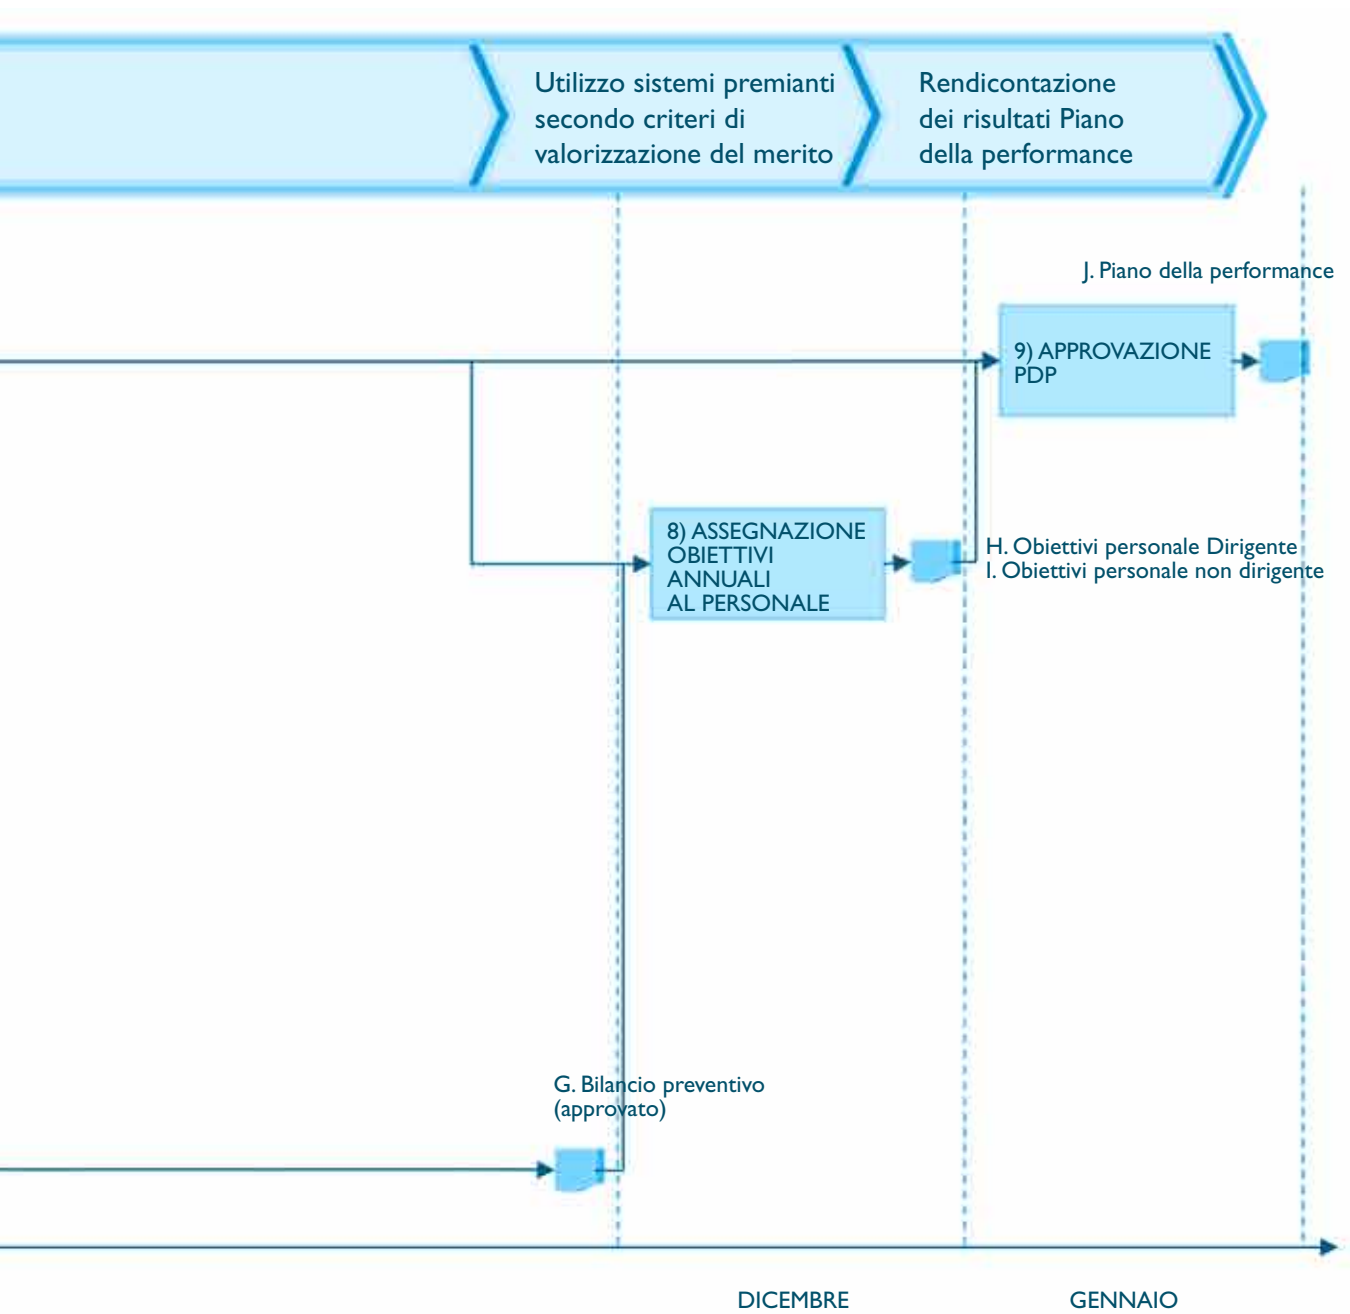 Utilizzo sistemi premianti
secondo criteri di
valorizzazione del merito
Rendicontazione
dei risultati Piano
della performance
J. Piano della performance
9) APPROVAZIONE
PDP
8) ASSEGNAZIONE
OBIETTIVI
ANNUALI
AL PERSONALE
H. Obiettivi personale Dirigente
I. Obiettivi personale non dirigente
G. Bilancio preventivo
(approvato)
DICEMBRE
GENNAIO